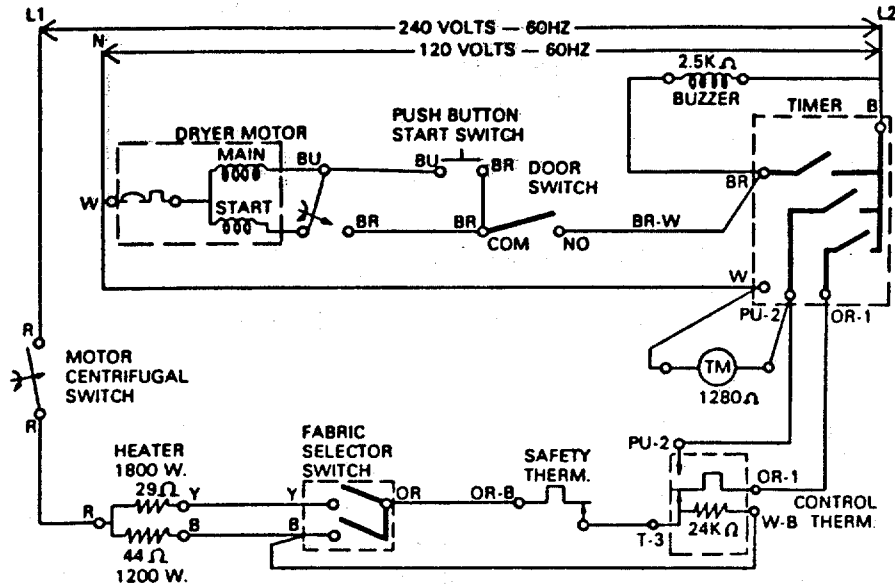 L1
L2
240 VOLTS — 60HZ
N
120 VOLTS — 60HZ
2.5K Ω
BUZZER
TIMER
B
PUSH BUTTON
START SWITCH
DRYER MOTOR
MAIN
BU
BU
BR
DOOR
SWITCH
BR
W
START
BR
BR
COM
NO
BR-W
W
PU-2
OR-1
TM
1280Ω
R
MOTOR
CENTRIFUGAL
SWITCH
R
HEATER
1800 W.
29Ω
FABRIC
SELECTOR
SWITCH
SAFETY
THERM.
PU-2
Y
Y
OR
OR-B
OR-1
R
B
B
CONTROL
THERM.
24KΩ
W-B
T-3
44 Ω
1200 W.